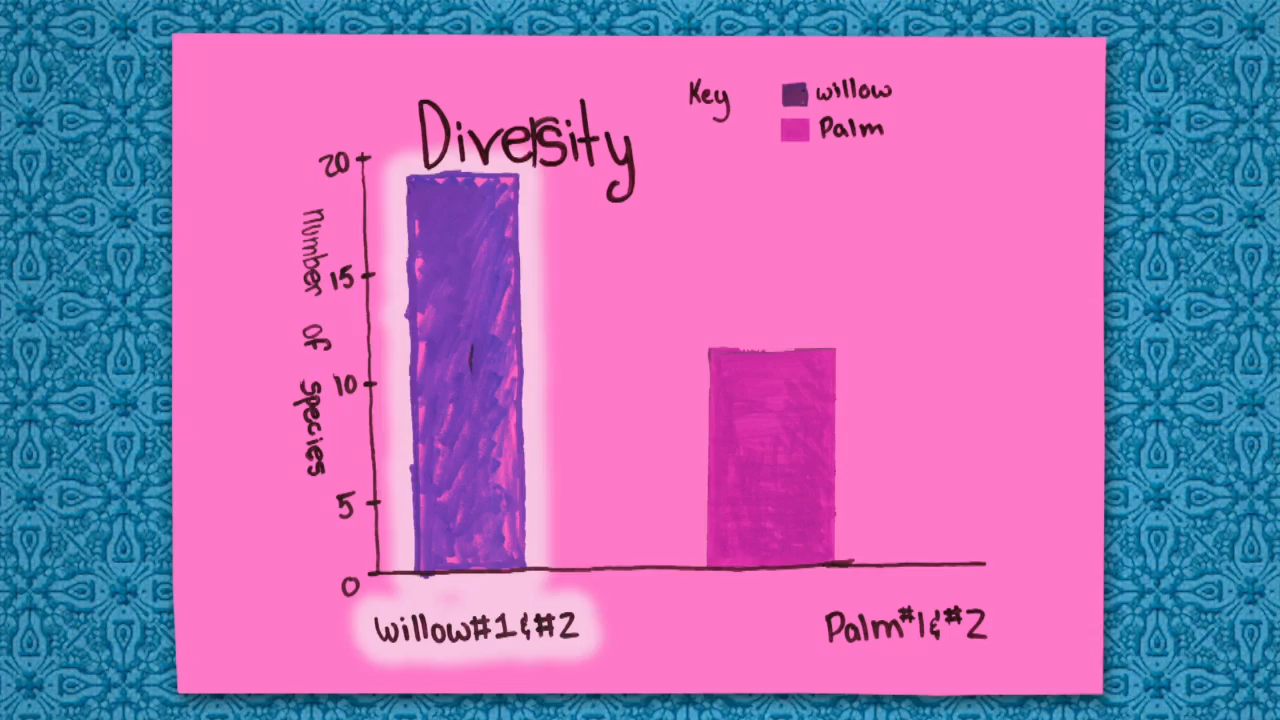 Diversity
Key
willow
Palm
20
15
10
5
0
number of species
willow#1&#2
Palm#1&#2